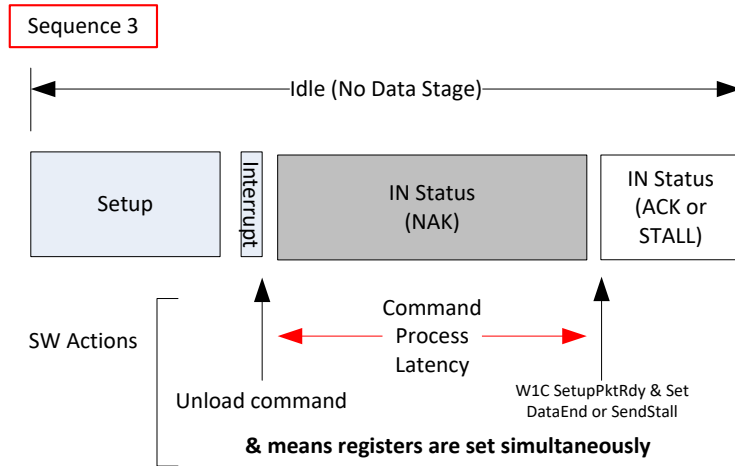 Sequence 3
Idle (No Data Stage)
Setup
Interrupt
IN Status
(NAK)
IN Status
(ACK or
STALL)
SW Actions
Command
Process
Latency
Unload command
W1C SetupPktRdy & Set
DataEnd or SendStall
& means registers are set simultaneously